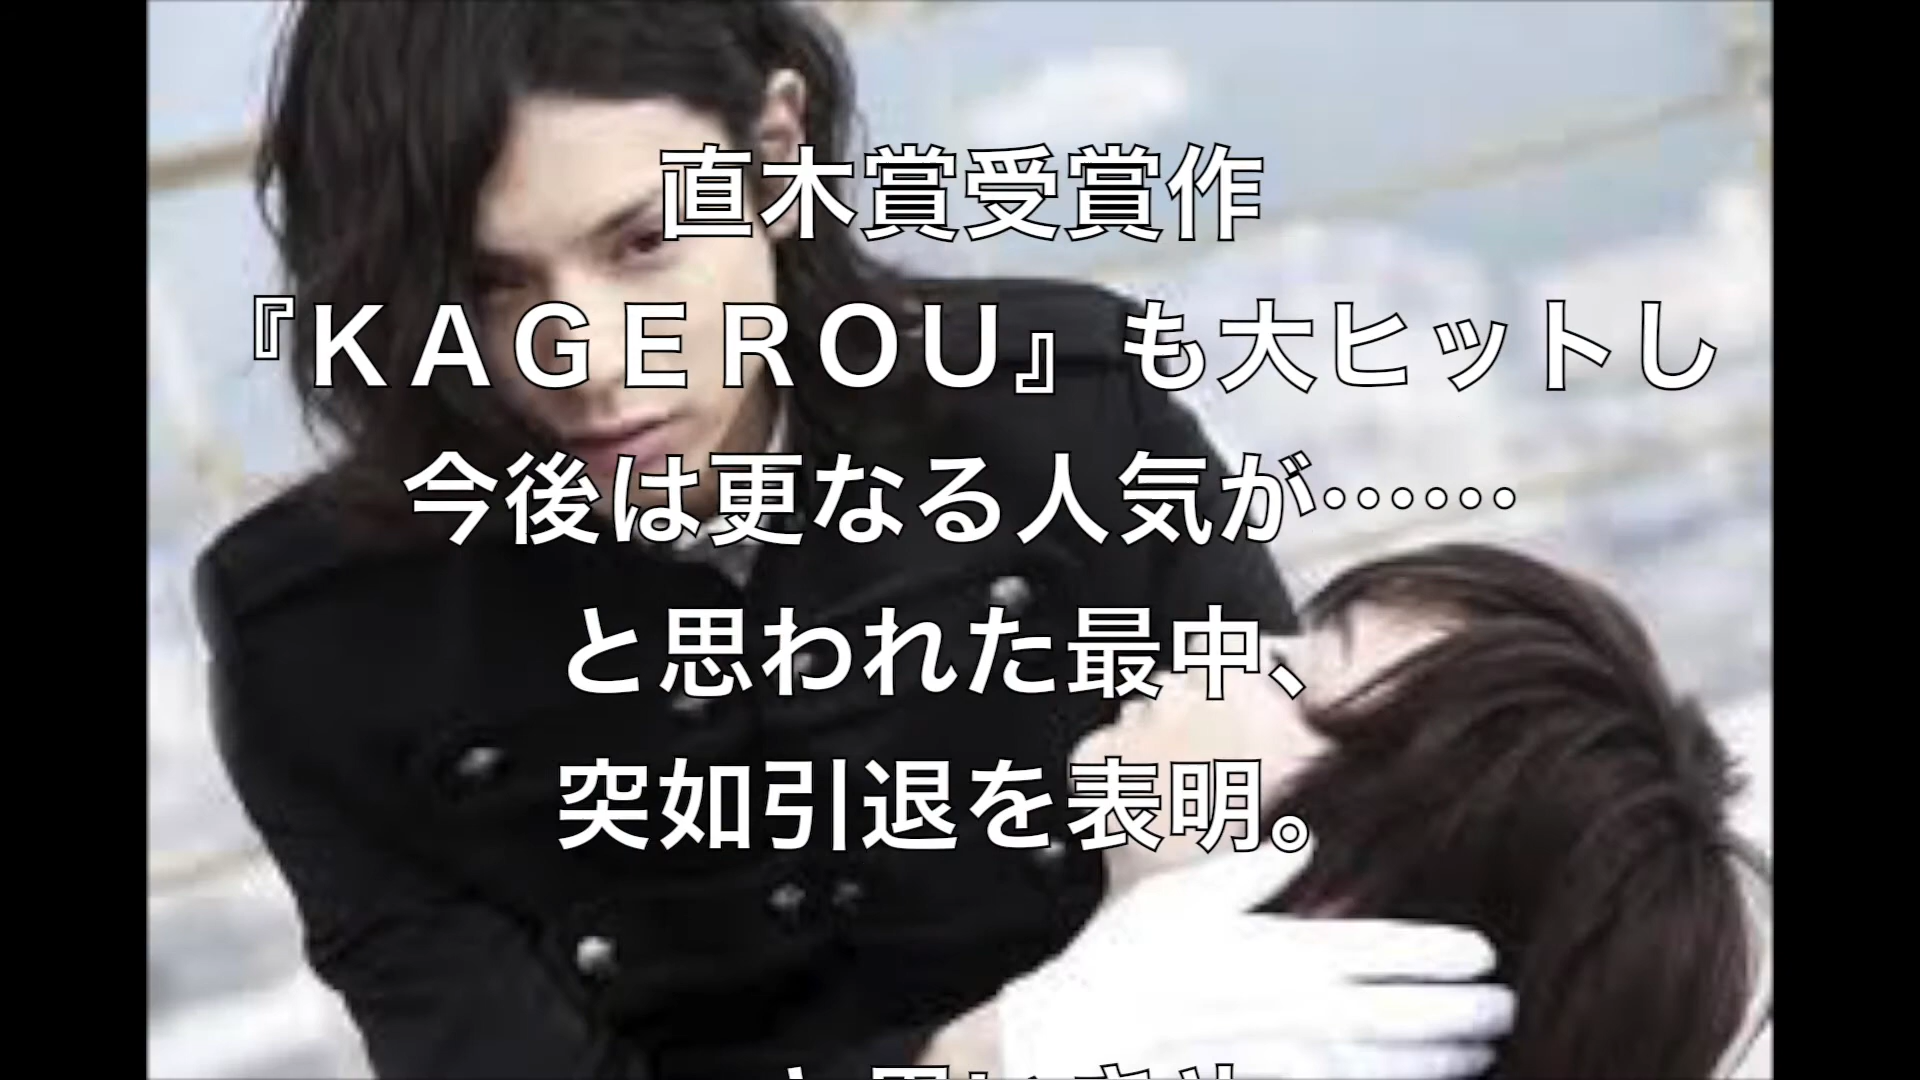 直木賞受賞作
『ＫＡＧＥＲＯＵ』も大ヒットし
今後は更なる人気が……
と思われた最中、
突如引退を表明。